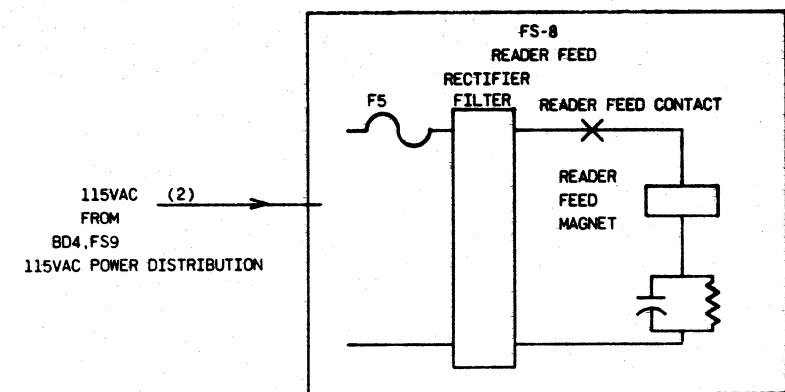 FS-8
READER FEED
RECTIFIER
FILTER
F5
READER FEED CONTACT
READER
FEED
MAGNET
115VAC (2)
FROM
BD4,FS9
115VAC POWER DISTRIBUTION